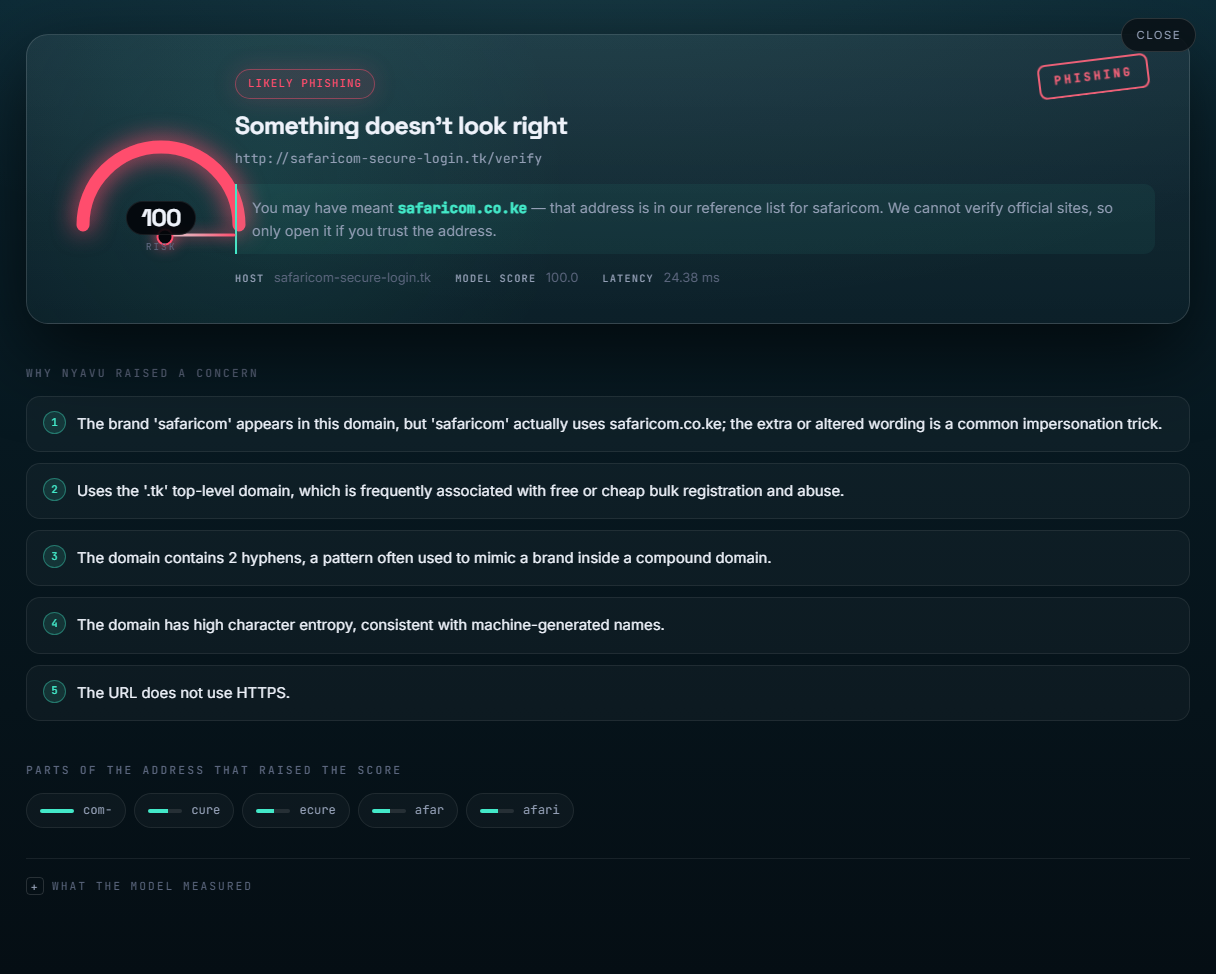 CLOSE
LIKELY PHISHING
PHISHING
Something doesn't look right
http://safaricom-secure-login.tk/verify
100
RISK
You may have meant safaricom.co.ke — that address is in our reference list for safaricom. We cannot verify official sites, so
only open it if you trust the address.
HOST safaricom-secure-login.tk MODEL SCORE 100.0 LATENCY 24.38 ms
WHY NYAVU RAISED A CONCERN
1 The brand 'safaricom' appears in this domain, but 'safaricom' actually uses safaricom.co.ke; the extra or altered wording is a common impersonation trick.
2 Uses the '.tk' top-level domain, which is frequently associated with free or cheap bulk registration and abuse.
3 The domain contains 2 hyphens, a pattern often used to mimic a brand inside a compound domain.
4 The domain has high character entropy, consistent with machine-generated names.
5 The URL does not use HTTPS.
PARTS OF THE ADDRESS THAT RAISED THE SCORE
com- cure ecure afar afari
+ WHAT THE MODEL MEASURED